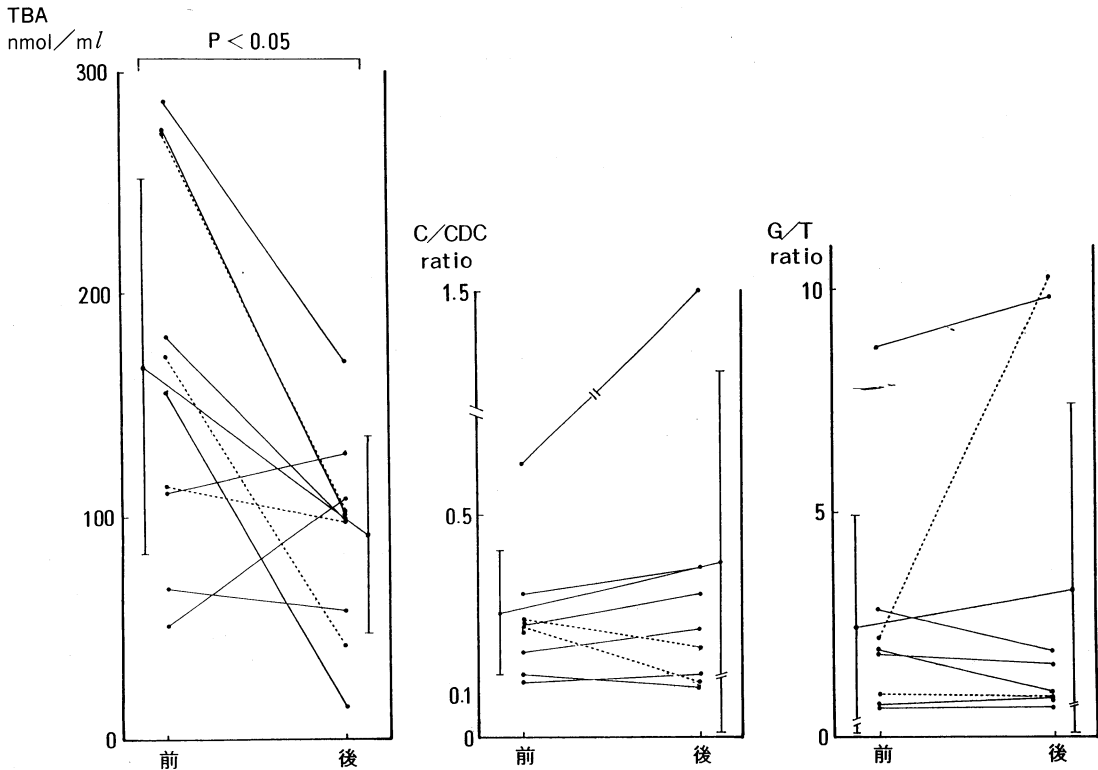 TBA
nmol/ml
P < 0.05
300
200
100
0
前 後
C/CDC
ratio
1.5
0.5
0.1
0
前 後
G/T
ratio
10
5
0
前 後